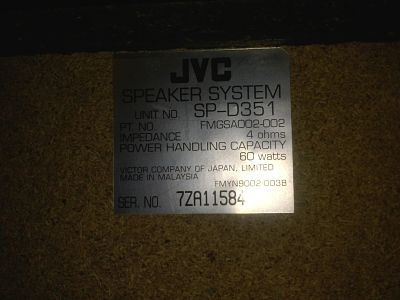 JVC
SPEAKER SYSTEM
UNIT NO. SP-D351
PT. NO. FMGSA002-002
IMPEDANCE 4 ohms
POWER HANDLING CAPACITY
60 watts
VICTOR COMPANY OF JAPAN, LIMITED
MADE IN MALAYSIA
FMYN9002-003B
SER. NO. 7ZA11584